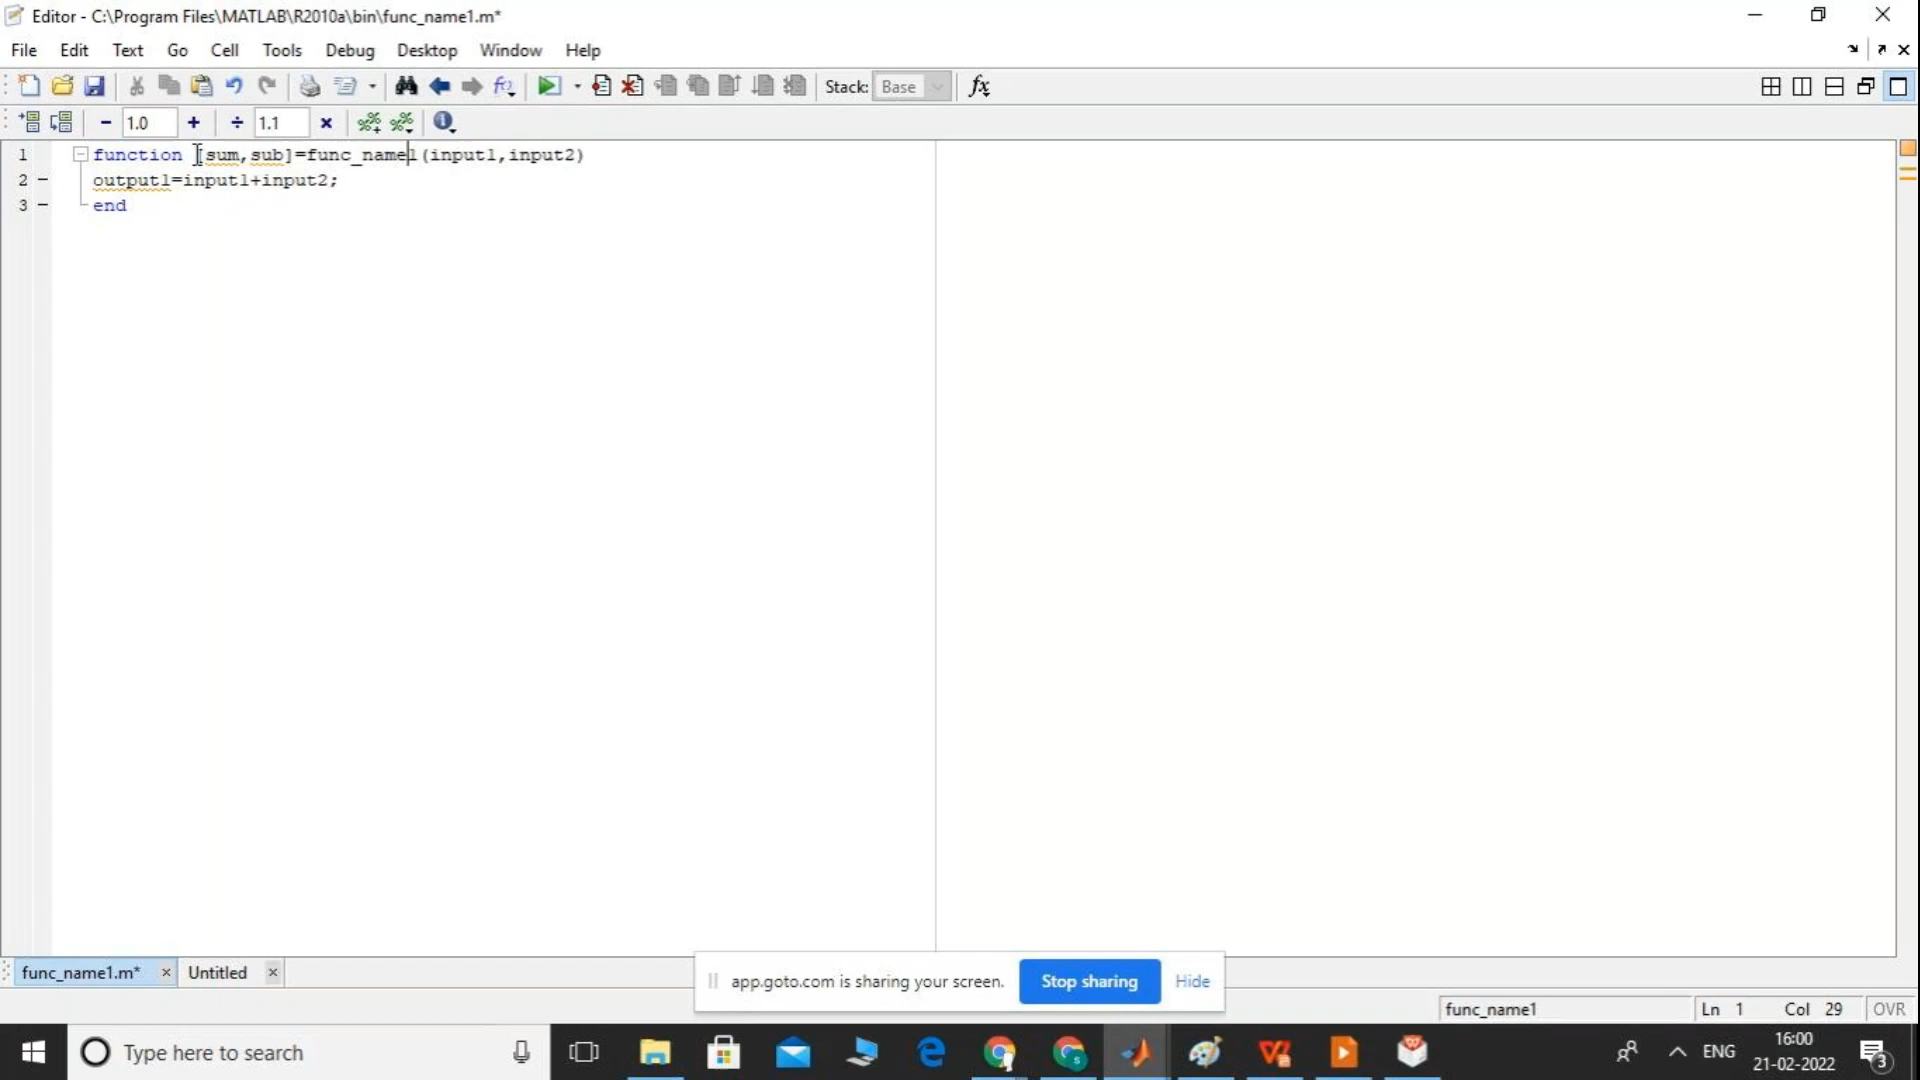 Editor - C:\Program Files\MATLAB\R2010a\bin\func_name1.m*
File Edit Text Go Cell Tools Debug Desktop Window Help
Stack: Base fx
− 1.0 + ÷ 1.1 ×
1 function [sum,sub]=func_name1(input1,input2)
2 – output1=input1+input2;
3 – end
func_name1.m* × Untitled ×
app.goto.com is sharing your screen. Stop sharing Hide
func_name1 Ln 1 Col 29 OVR
Type here to search
ENG
16:00
21-02-2022
3